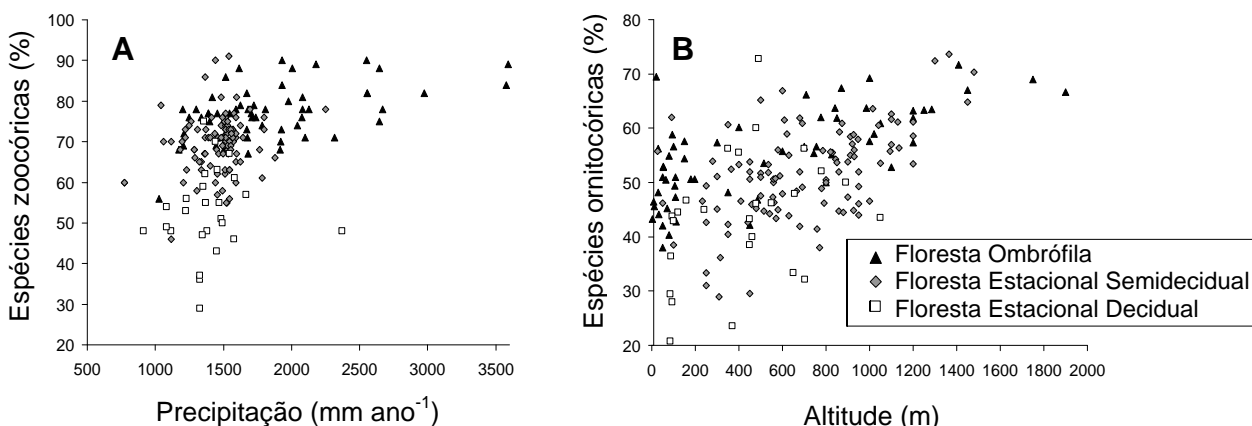 A
Espécies zoocóricas (%)
100
90
80
70
60
50
40
30
20
500 1000 1500 2000 2500 3000 3500
Precipitação (mm ano⁻¹)
B
Espécies ornitocóricas (%)
80
70
60
50
40
30
20
0 200 400 600 800 1000 1200 1400 1600 1800 2000
Altitude (m)
Floresta Ombrófila
Floresta Estacional Semidecidual
Floresta Estacional Decidual